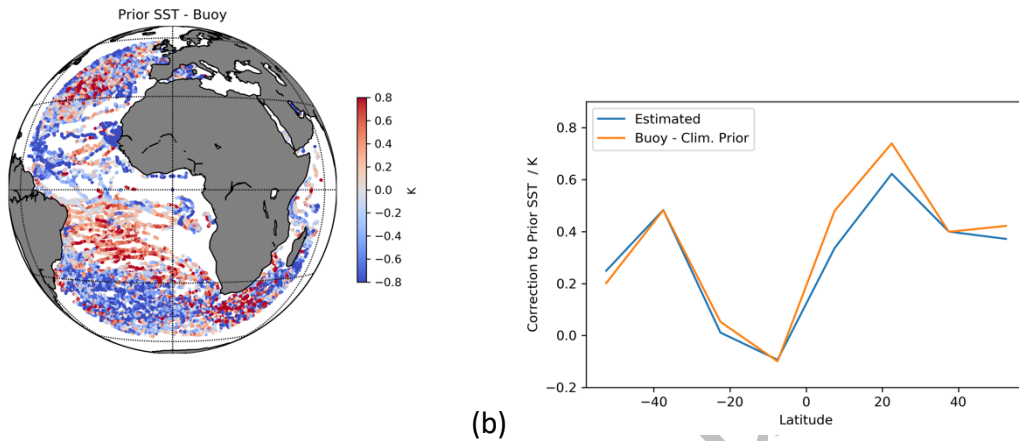 Prior SST - Buoy
0.8
0.6
0.4
0.2
0.0
−0.2
−0.4
−0.6
−0.8
K
(b)
Estimated
Buoy - Clim. Prior
Correction to Prior SST / K
0.8
0.6
0.4
0.2
0.0
−0.2
−40
−20
0
20
40
Latitude